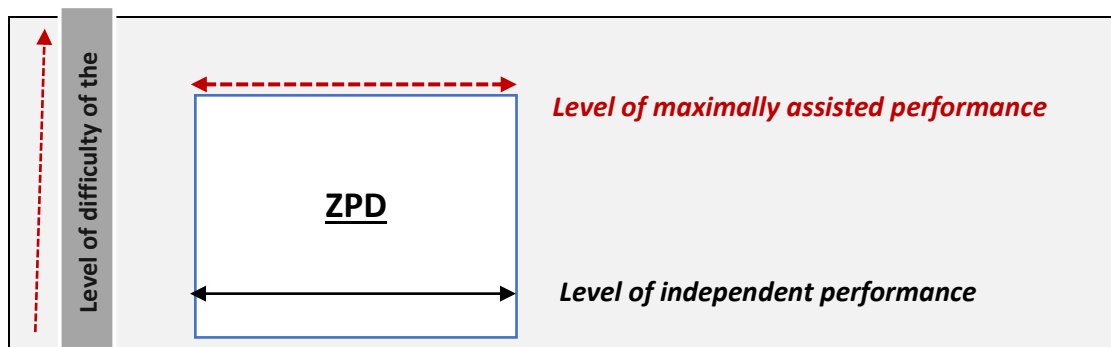 Level of difficulty of the
Level of maximally assisted performance
ZPD
Level of independent performance